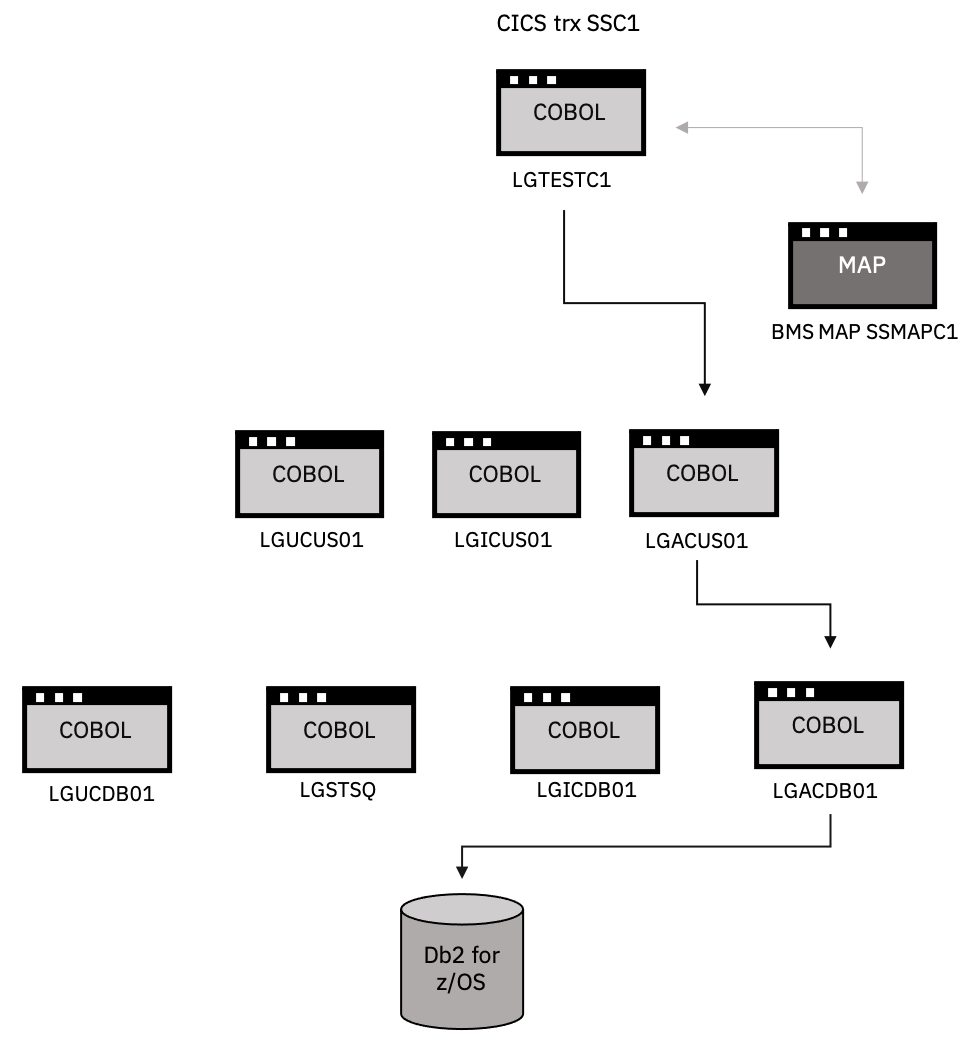 CICS trx SSC1
COBOL
LGTESTC1
MAP
BMS MAP SSMAPC1
COBOL
LGUCUS01
COBOL
LGICUS01
COBOL
LGACUS01
COBOL
LGUCDB01
COBOL
LGSTSQ
COBOL
LGICDB01
COBOL
LGACDB01
Db2 for
z/OS